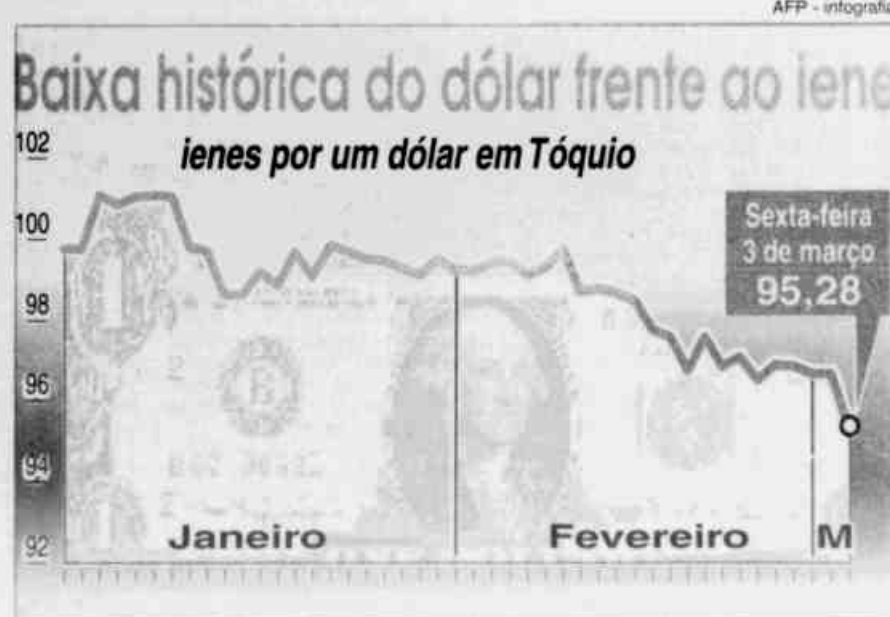 AFP - infografia
Baixa histórica do dólar frente ao iene
ienes por um dólar em Tóquio
102
100
98
96
94
92
Sexta-feira
3 de março
95,28
Janeiro
Fevereiro
M